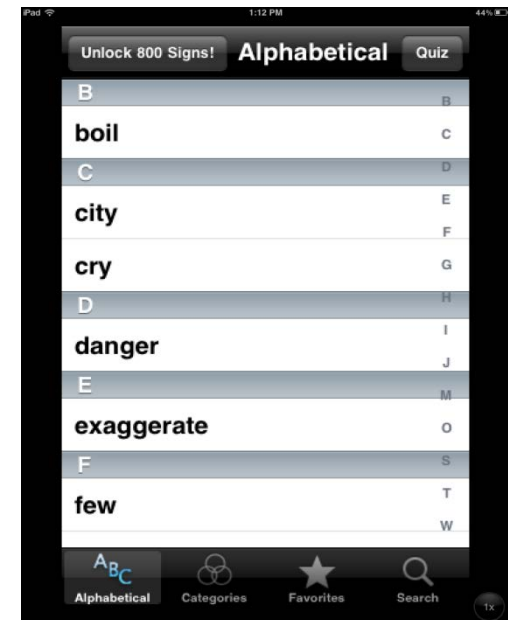 iPad 1:12 PM 44%
Unlock 800 Signs! Alphabetical Quiz
B
boil
C
city
cry
D
danger
E
exaggerate
F
few
B
C
D
E
F
G
H
I
J
M
O
S
T
W
ABC
Alphabetical Categories Favorites Search
1x